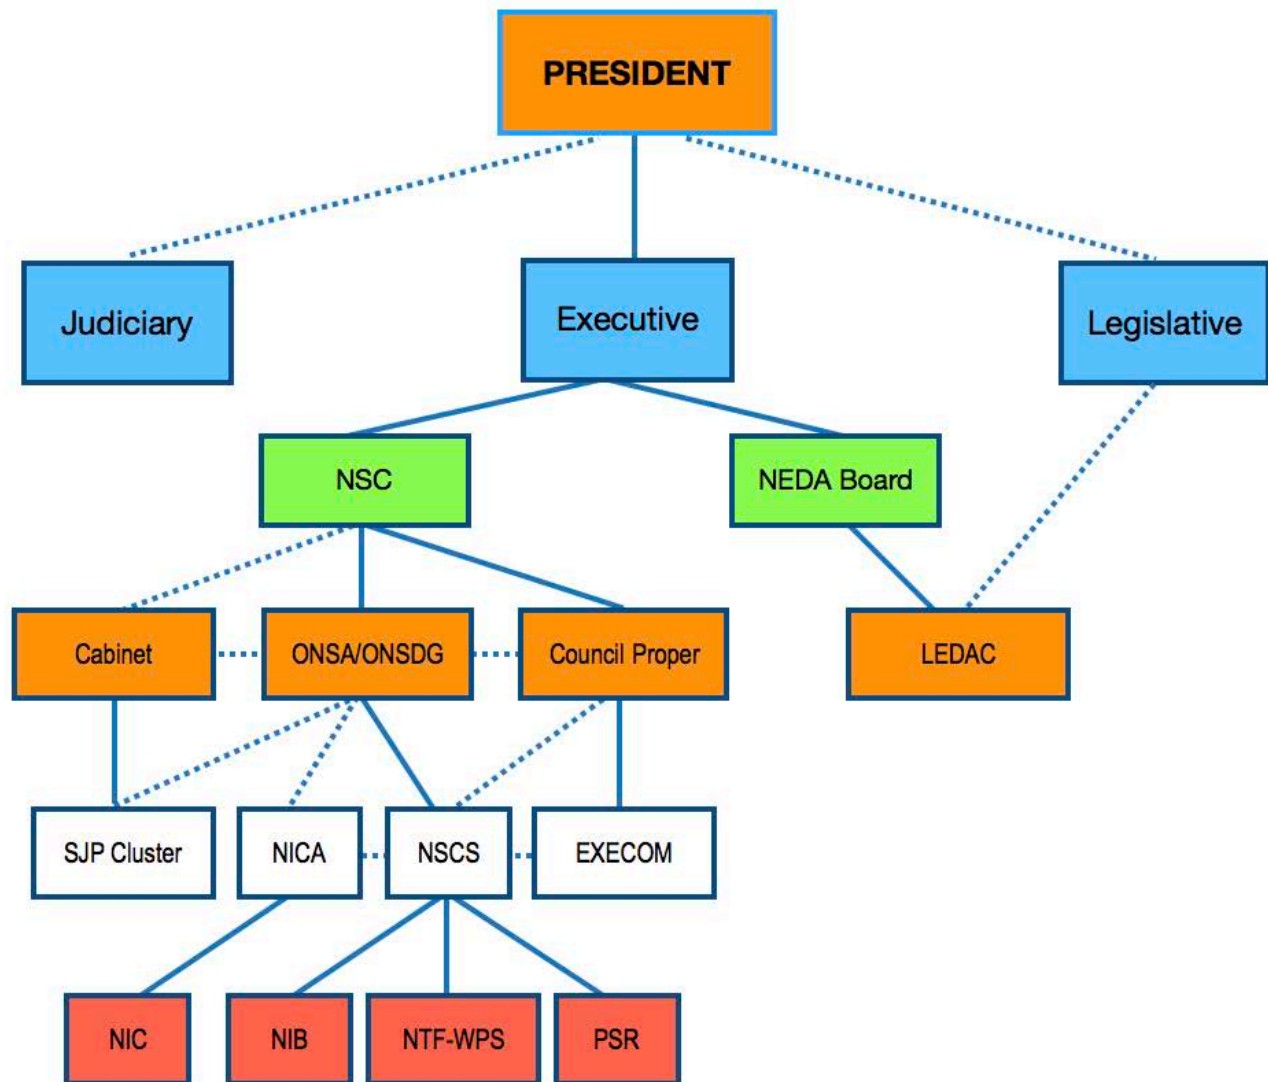 PRESIDENT
Judiciary
Executive
Legislative
NSC
NEDA Board
Cabinet
ONSA/ONSDG
Council Proper
LEDAC
SJP Cluster
NICA
NSCS
EXECOM
NIC
NIB
NTF-WPS
PSR